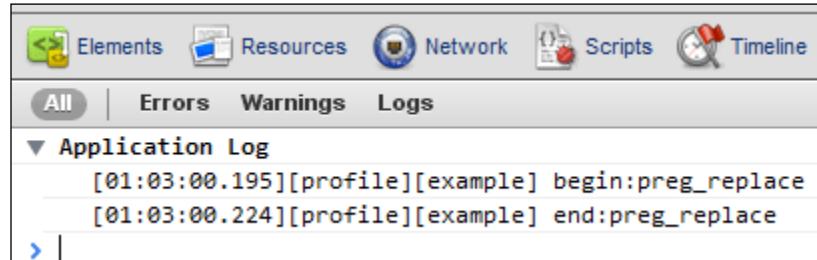 Elements Resources Network Scripts Timeline
All Errors Warnings Logs
Application Log
[01:03:00.195][profile][example] begin:preg_replace
[01:03:00.224][profile][example] end:preg_replace
>